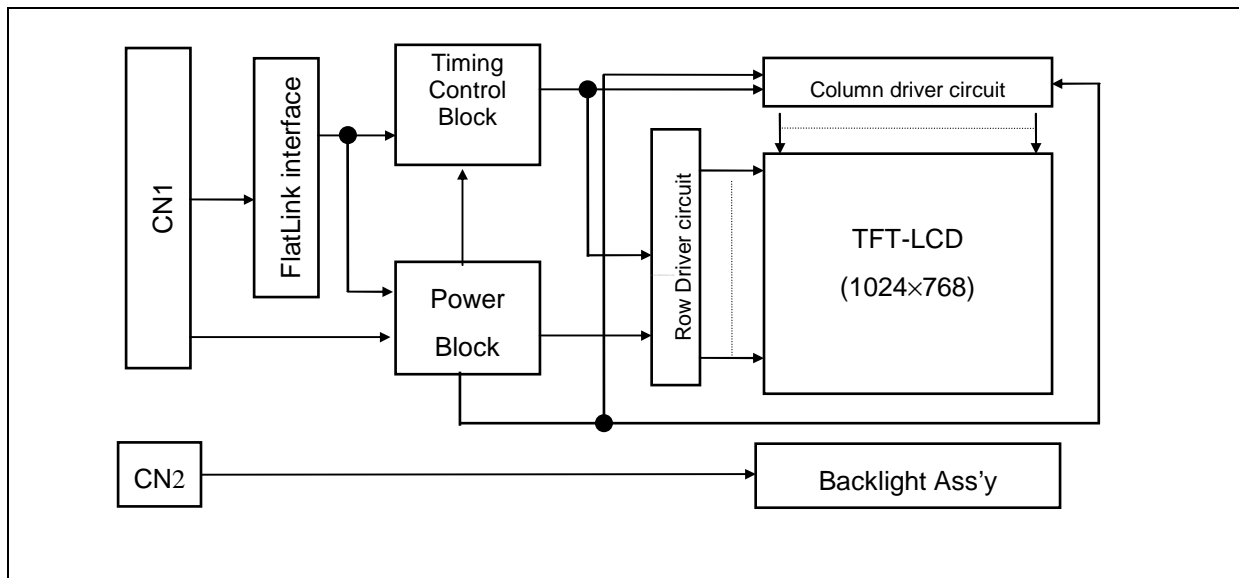 CN1
FlatLink interface
Timing
Control
Block
Power
Block
Row Driver circuit
Column driver circuit
TFT-LCD
(1024×768)
CN2
Backlight Ass’y